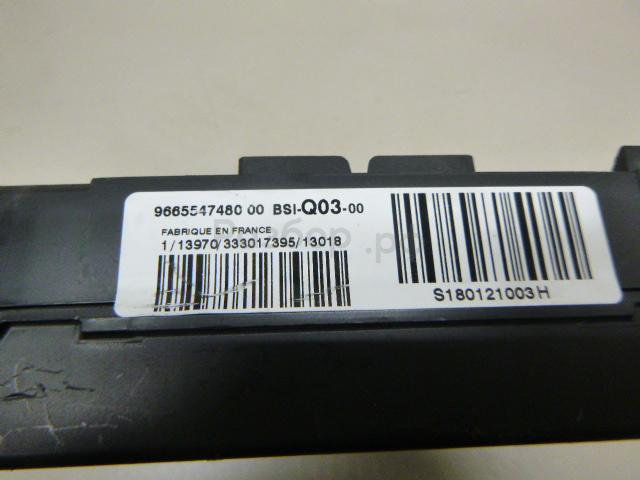 9665547480 00 BSI-Q03-00
FABRIQUE EN FRANCE
1/13970/333017395/13018
S180121003H